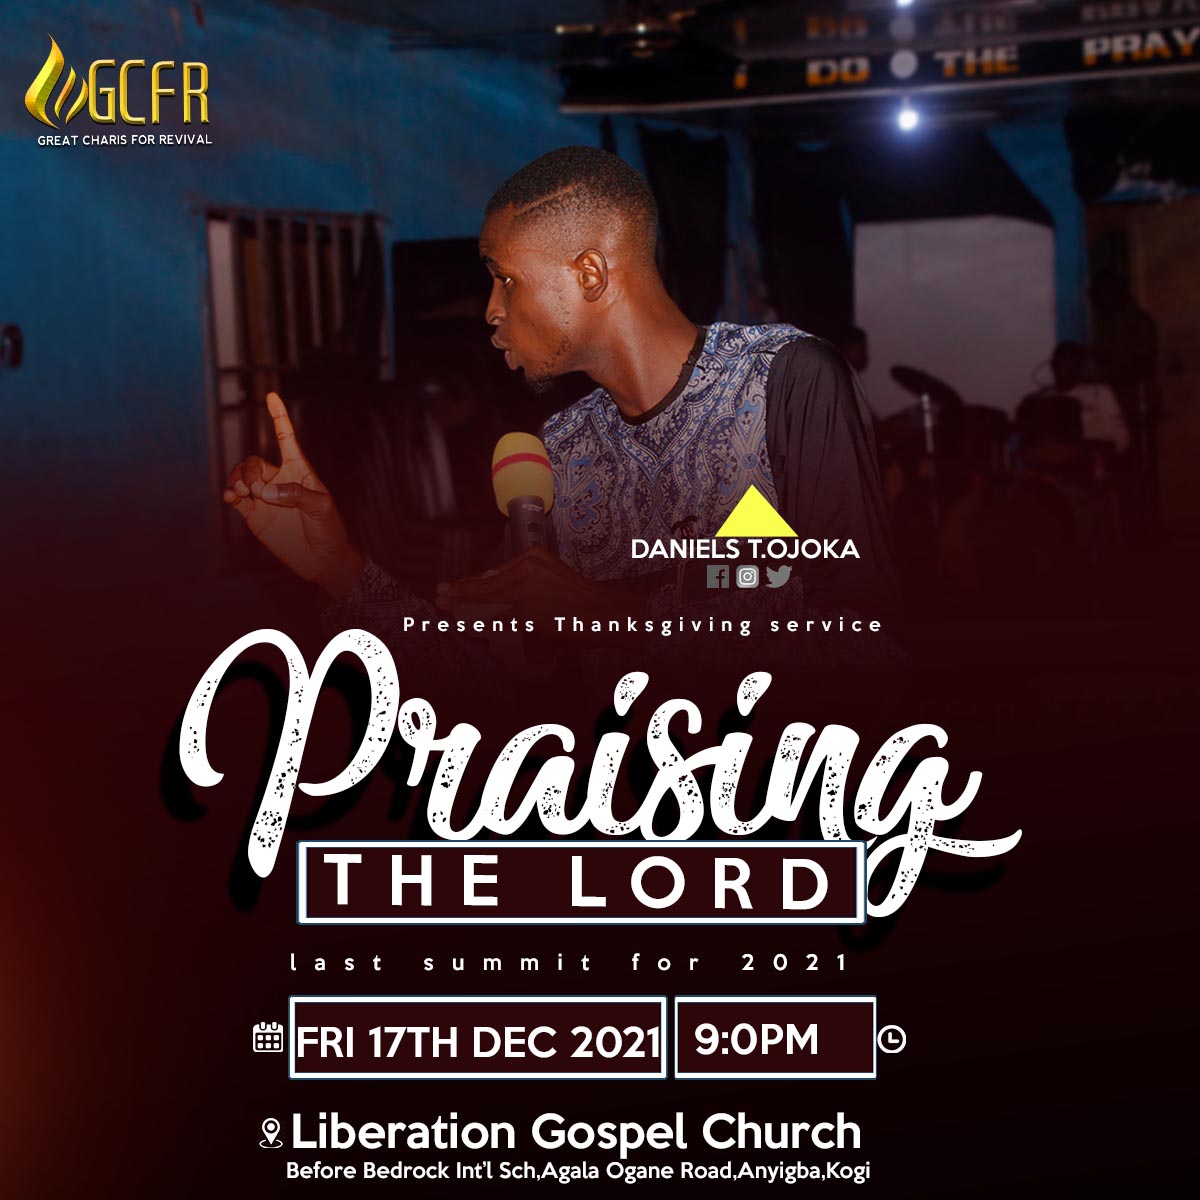 GCFR
GREAT CHARIS FOR REVIVAL
DO THE PRAY
DANIELS T.OJOKA
Presents Thanksgiving service
Praising
THE LORD
last summit for 2021
FRI 17TH DEC 2021
9:0PM
Liberation Gospel Church
Before Bedrock Int'l Sch,Agala Ogane Road,Anyigba,Kogi